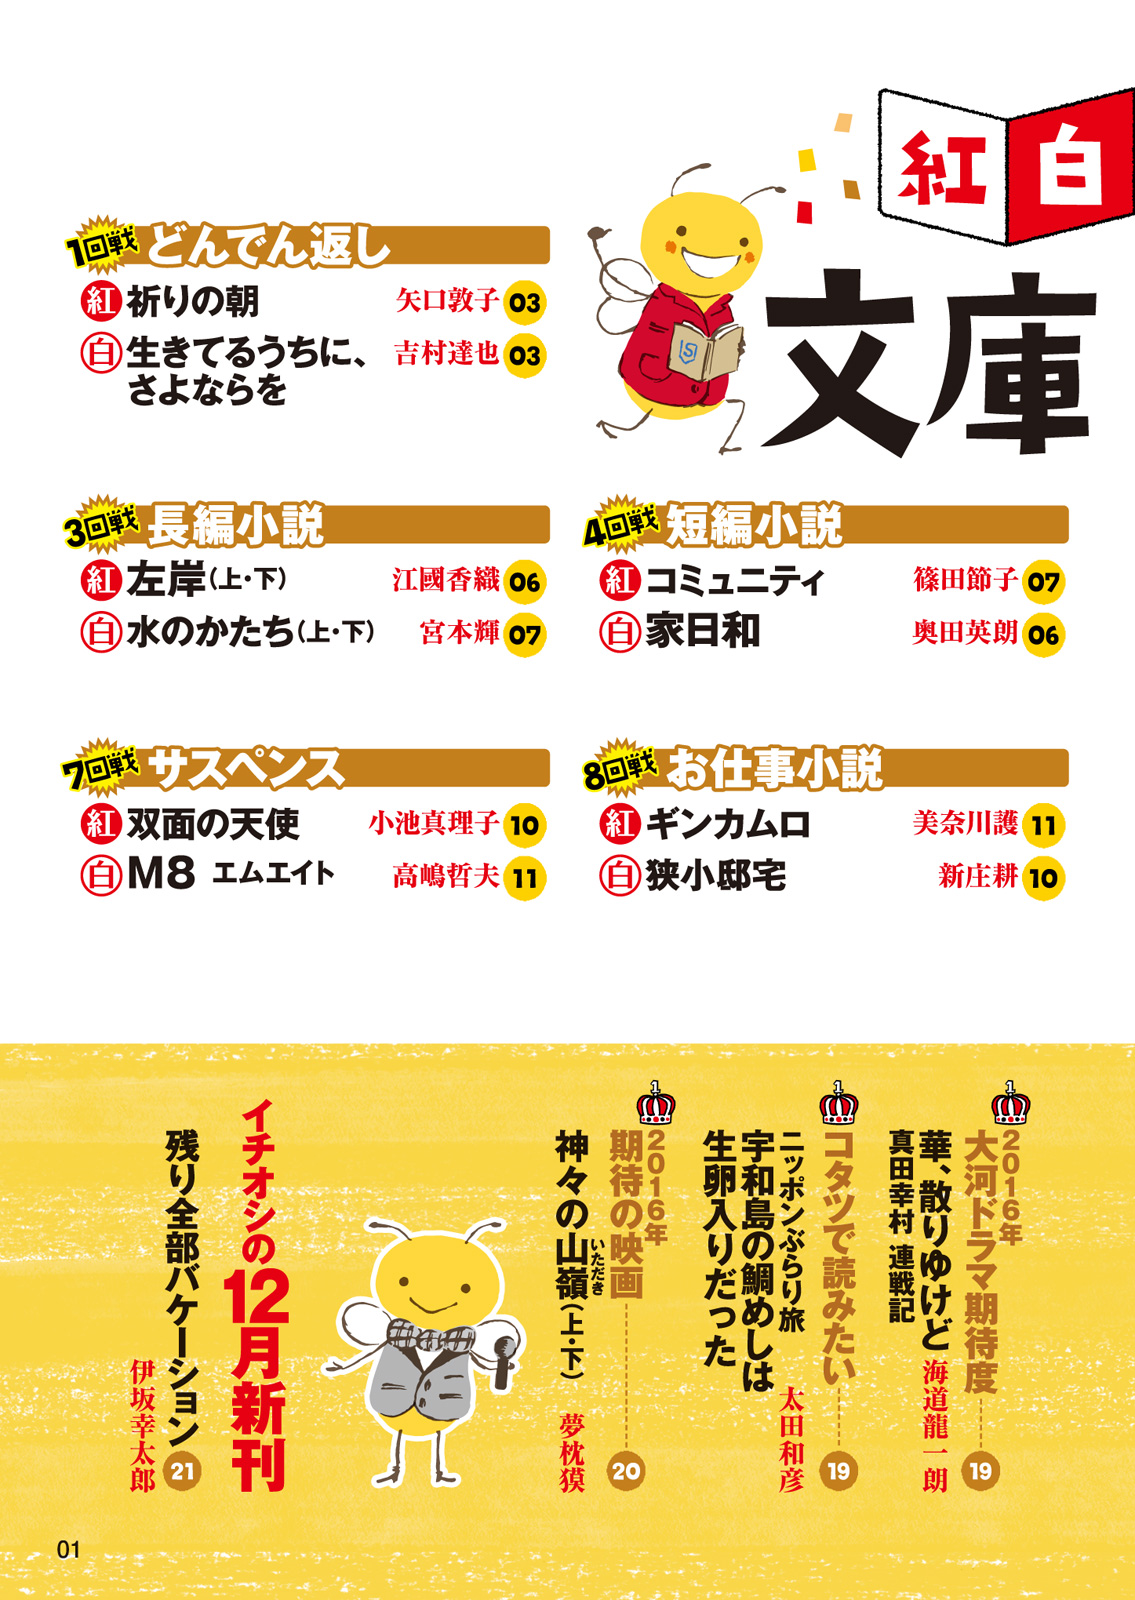 紅白
文庫
1回戦 どんでん返し
紅 祈りの朝 矢口敦子 03
白 生きてるうちに、 吉村達也 03
さよならを
3回戦 長編小説
紅 左岸（上・下） 江國香織 06
白 水のかたち（上・下） 宮本輝 07
4回戦 短編小説
紅 コミュニティ 篠田節子 07
白 家日和 奥田英朗 06
7回戦 サスペンス
紅 双面の天使 小池真理子 10
白 M8 エムエイト 高嶋哲夫 11
8回戦 お仕事小説
紅 ギンカムロ 美奈川護 11
白 狭小邸宅 新庄耕 10
1
2016年
大河ドラマ期待度 19
華、散りゆけど 海道龍一朗
真田幸村 連戦記
1
コタツで読みたい 19
ニッポンぶらり旅
宇和島の鯛めしは
生卵入りだった
太田和彦
1
2016年
期待の映画 20
いただき
神々の山嶺（上・下） 夢枕獏
イチオシの12月新刊
残り全部バケーション 21
伊坂幸太郎
01